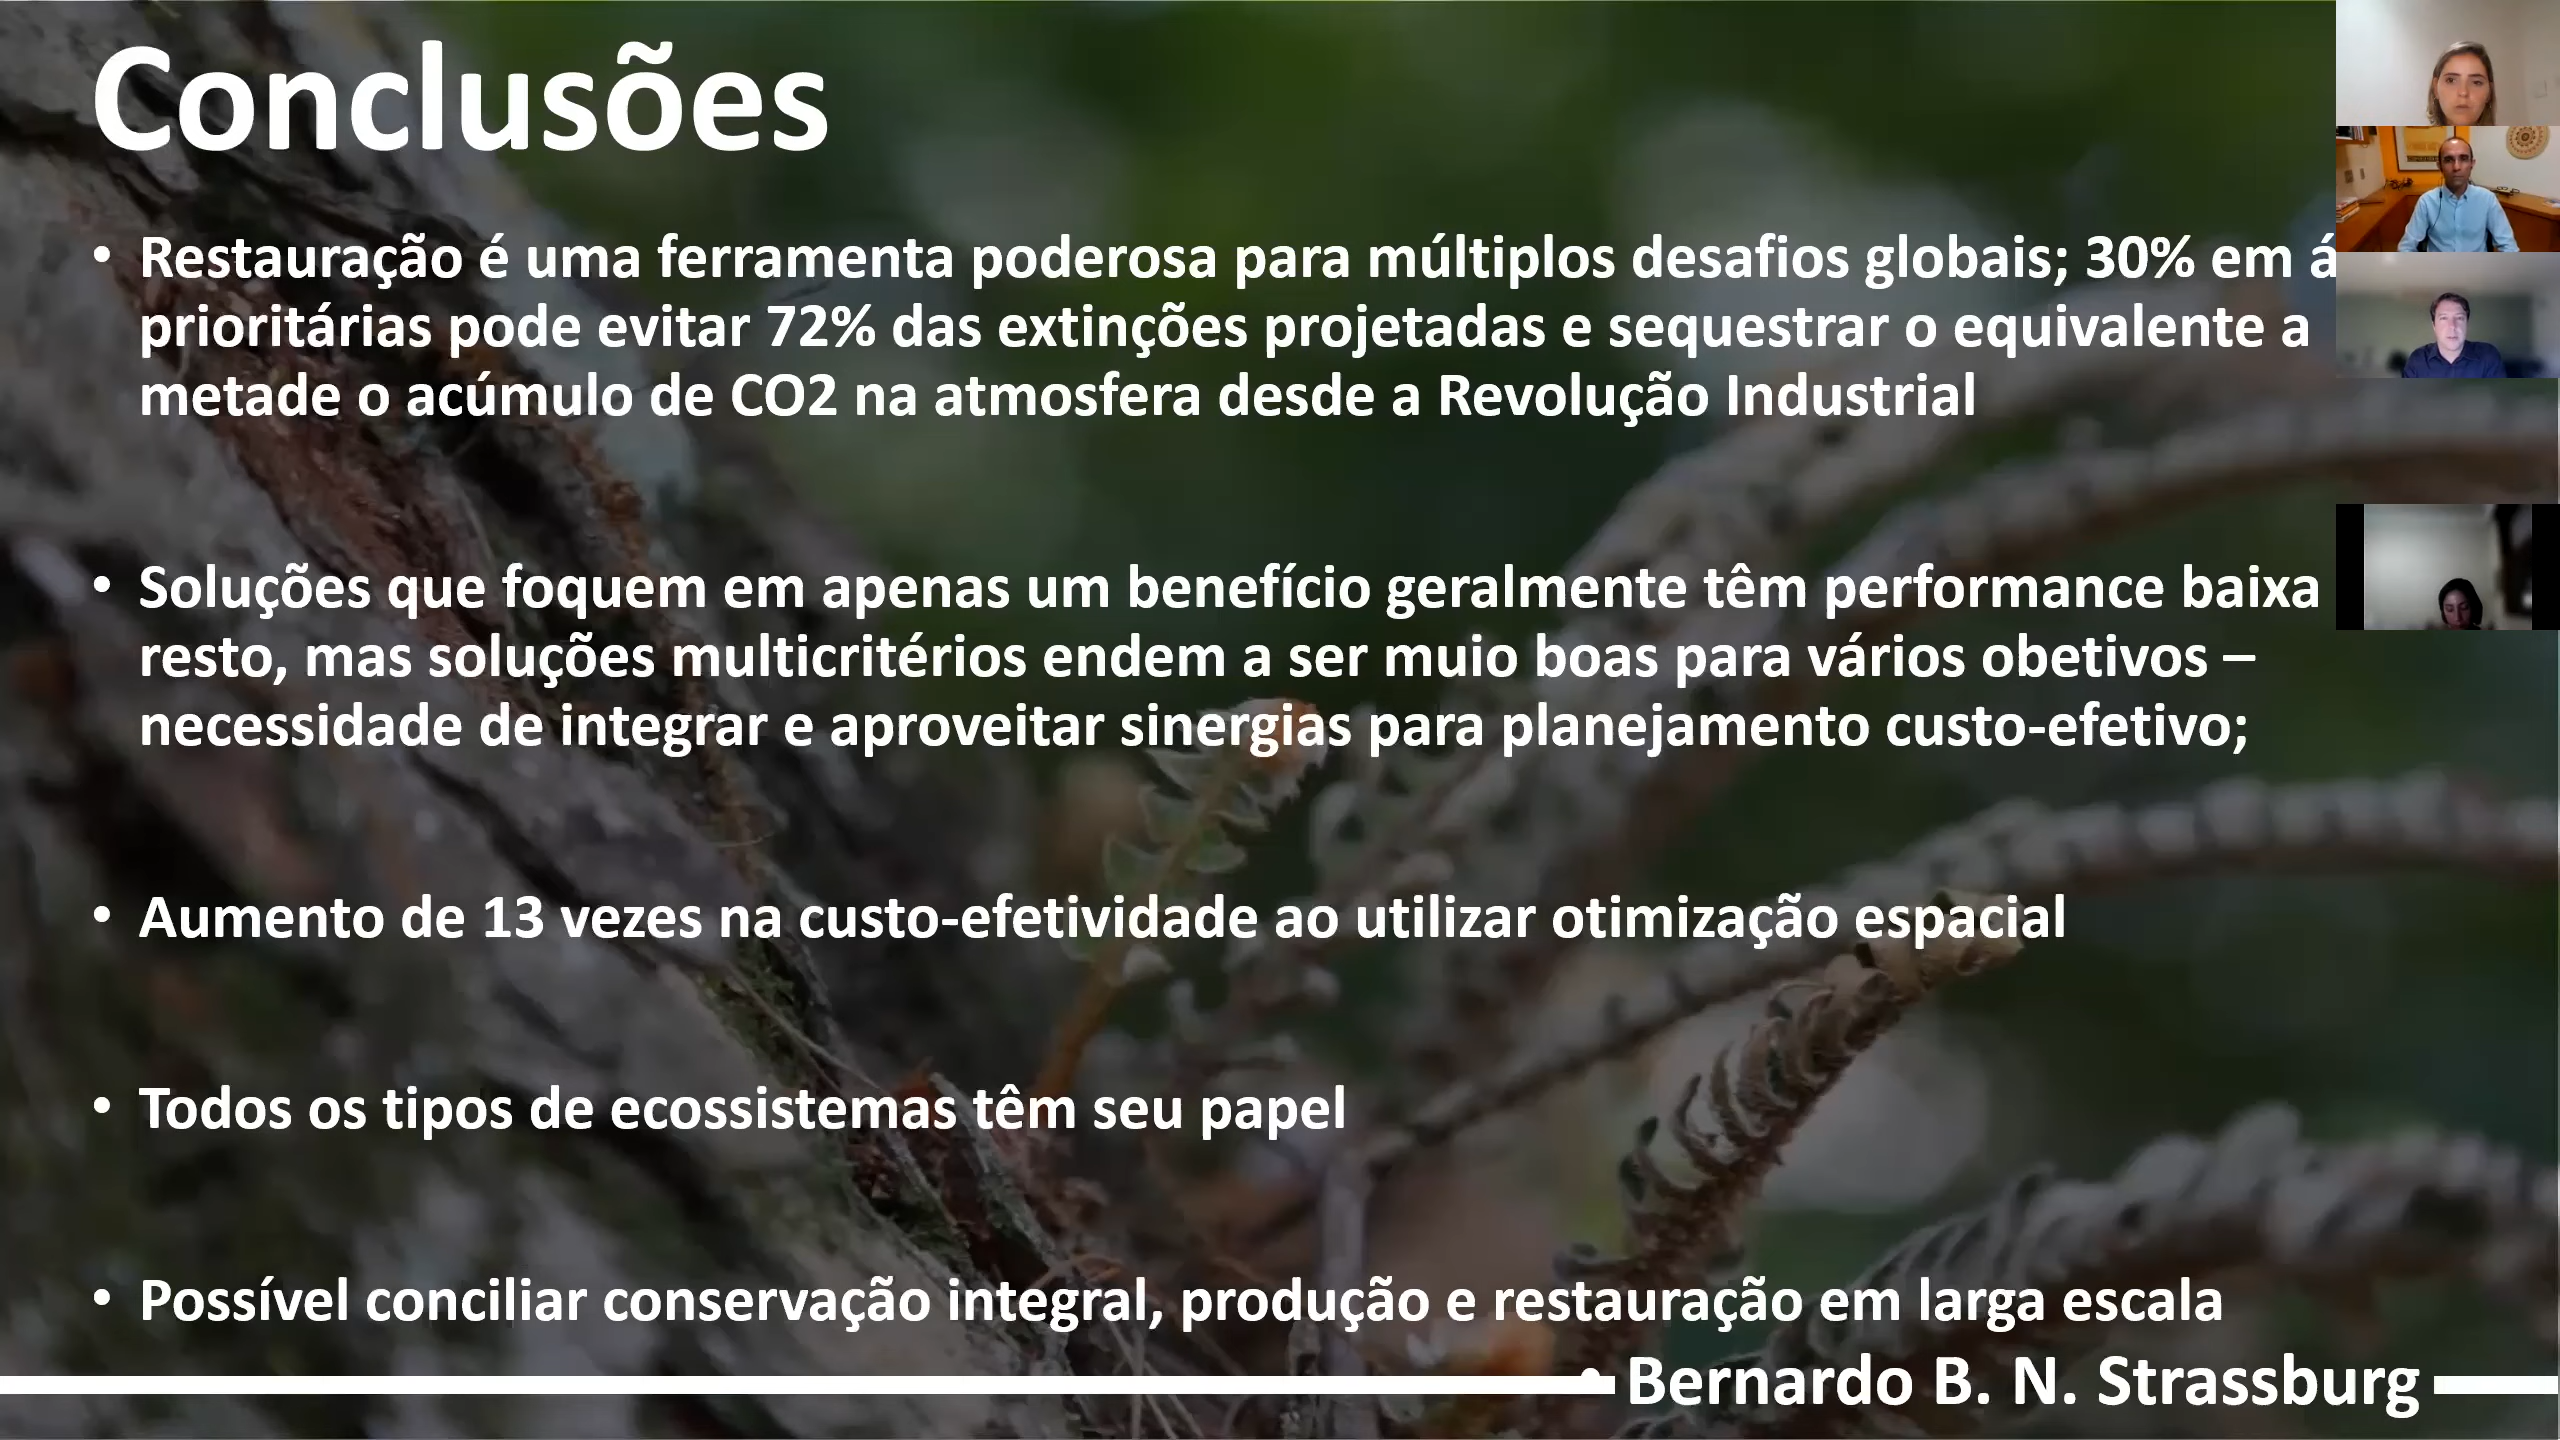 Conclusões
• Restauração é uma ferramenta poderosa para múltiplos desafios globais; 30% em
prioritárias pode evitar 72% das extinções projetadas e sequestrar o equivalente a
metade o acúmulo de CO2 na atmosfera desde a Revolução Industrial
• Soluções que foquem em apenas um benefício geralmente têm performance baixa
resto, mas soluções multicritérios endem a ser muio boas para vários obetivos –
necessidade de integrar e aproveitar sinergias para planejamento custo-efetivo;
• Aumento de 13 vezes na custo-efetividade ao utilizar otimização espacial
• Todos os tipos de ecossistemas têm seu papel
• Possível conciliar conservação integral, produção e restauração em larga escala
• Bernardo B. N. Strassburg